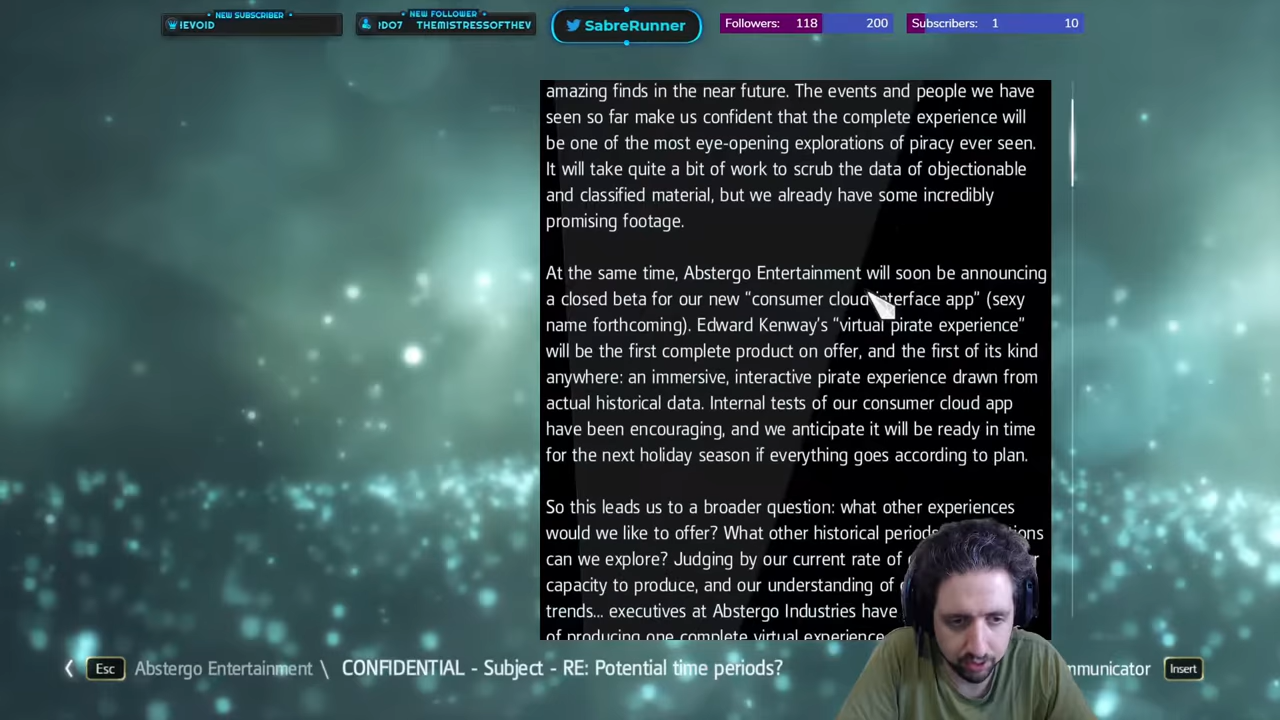 NEW SUBSCRIBER
IEVOID
NEW FOLLOWER
!DO7 THEMISTRESSOFTHEV
SabreRunner
Followers: 118 200
Subscribers: 1 10
amazing finds in the near future. The events and people we have
seen so far make us confident that the complete experience will
be one of the most eye-opening explorations of piracy ever seen.
It will take quite a bit of work to scrub the data of objectionable
and classified material, but we already have some incredibly
promising footage.
At the same time, Abstergo Entertainment will soon be announcing
a closed beta for our new “consumer cloud interface app” (sexy
name forthcoming). Edward Kenway’s “virtual pirate experience”
will be the first complete product on offer, and the first of its kind
anywhere: an immersive, interactive pirate experience drawn from
actual historical data. Internal tests of our consumer cloud app
have been encouraging, and we anticipate it will be ready in time
for the next holiday season if everything goes according to plan.
So this leads us to a broader question: what other experiences
would we like to offer? What other historical periods
can we explore? Judging by our current rate of
capacity to produce, and our understanding of
trends... executives at Abstergo Industries have
of producing one complete virtual experience
Esc Abstergo Entertainment \ CONFIDENTIAL - Subject - RE: Potential time periods?
Insert